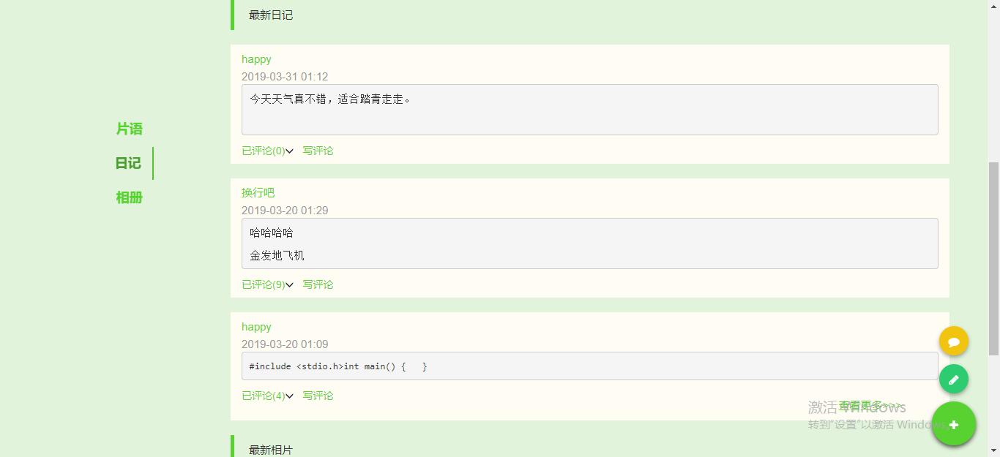 最新日记
happy
2019-03-31 01:12
今天天气真不错，适合踏青走走。
已评论(0) 写评论
片语
日记
相册
换行吧
2019-03-20 01:29
哈哈哈哈
金发地飞机
已评论(9) 写评论
happy
2019-03-20 01:09
#include <stdio.h>int main() {   }
已评论(4) 写评论
查看更多>>>
激活 Windows
转到"设置"以激活 Windows。
最新相片